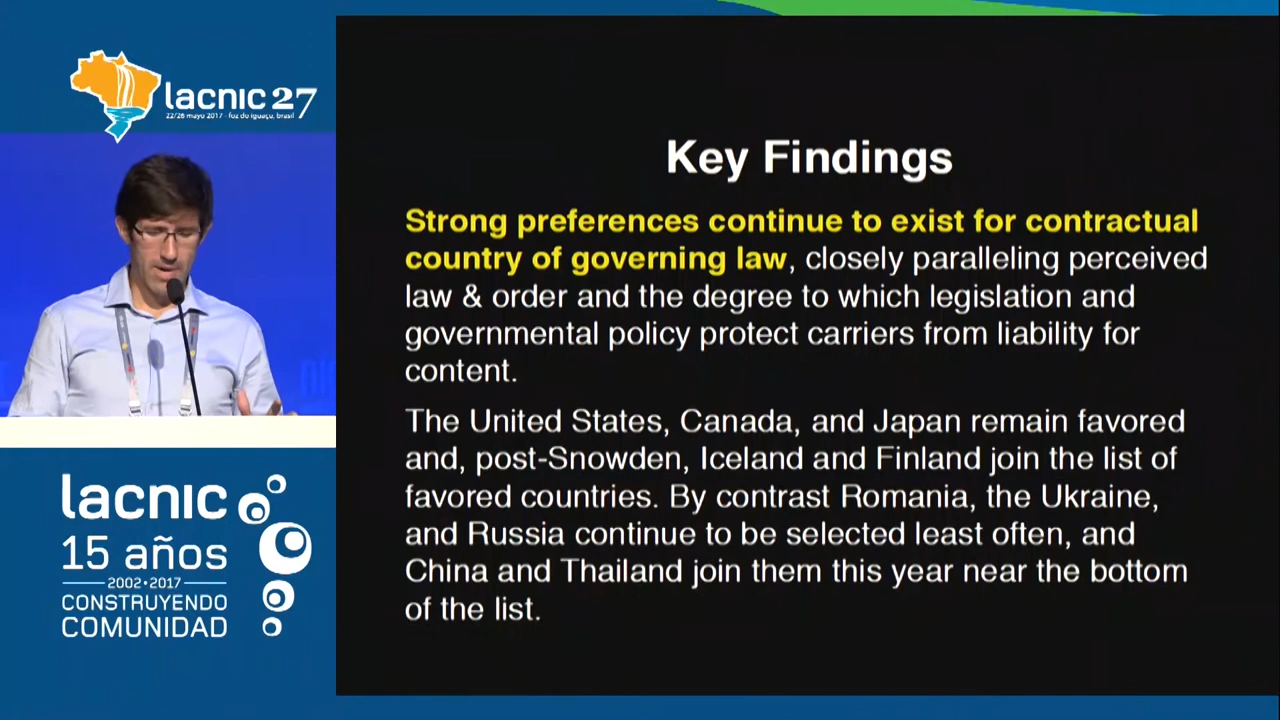 lacnic 27
22/26 mayo 2017 - foz do iguaçu, brasil
Key Findings
Strong preferences continue to exist for contractual
country of governing law, closely paralleling perceived
law & order and the degree to which legislation and
governmental policy protect carriers from liability for
content.
The United States, Canada, and Japan remain favored
and, post-Snowden, Iceland and Finland join the list of
favored countries. By contrast Romania, the Ukraine,
and Russia continue to be selected least often, and
China and Thailand join them this year near the bottom
of the list.
lacnic
15 años
2002•2017
CONSTRUYENDO
COMUNIDAD